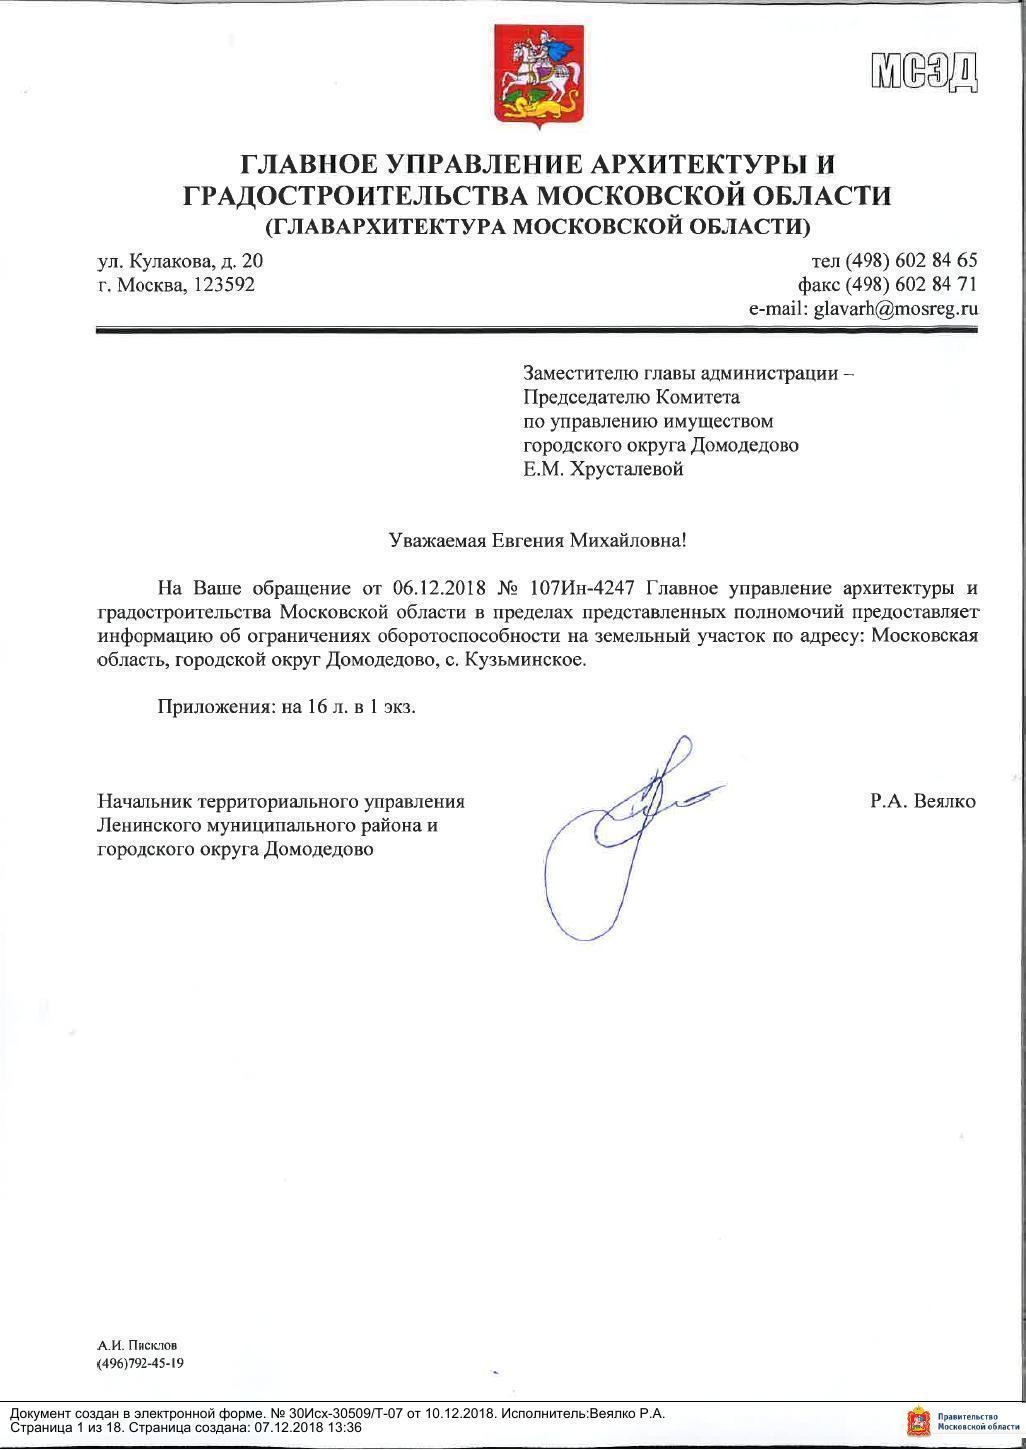 МСЭД
ГЛАВНОЕ УПРАВЛЕНИЕ АРХИТЕКТУРЫ И
ГРАДОСТРОИТЕЛЬСТВА МОСКОВСКОЙ ОБЛАСТИ
(ГЛАВАРХИТЕКТУРА МОСКОВСКОЙ ОБЛАСТИ)
ул. Кулакова, д. 20
г. Москва, 123592
тел (498) 602 84 65
факс (498) 602 84 71
e-mail: glavarh@mosreg.ru
Заместителю главы администрации –
Председателю Комитета
по управлению имуществом
городского округа Домодедово
Е.М. Хрусталевой
Уважаемая Евгения Михайловна!
На Ваше обращение от 06.12.2018 № 107Ин-4247 Главное управление архитектуры и
градостроительства Московской области в пределах представленных полномочий предоставляет
информацию об ограничениях оборотоспособности на земельный участок по адресу: Московская
область, городской округ Домодедово, с. Кузьминское.
Приложения: на 16 л. в 1 экз.
Начальник территориального управления
Ленинского муниципального района и
городского округа Домодедово
Р.А. Веялко
А.И. Писклов
(496)792-45-19
Документ создан в электронной форме. № 30Исх-30509/Т-07 от 10.12.2018. Исполнитель:Веялко Р.А.
Страница 1 из 18. Страница создана: 07.12.2018 13:36
Правительство
Московской области